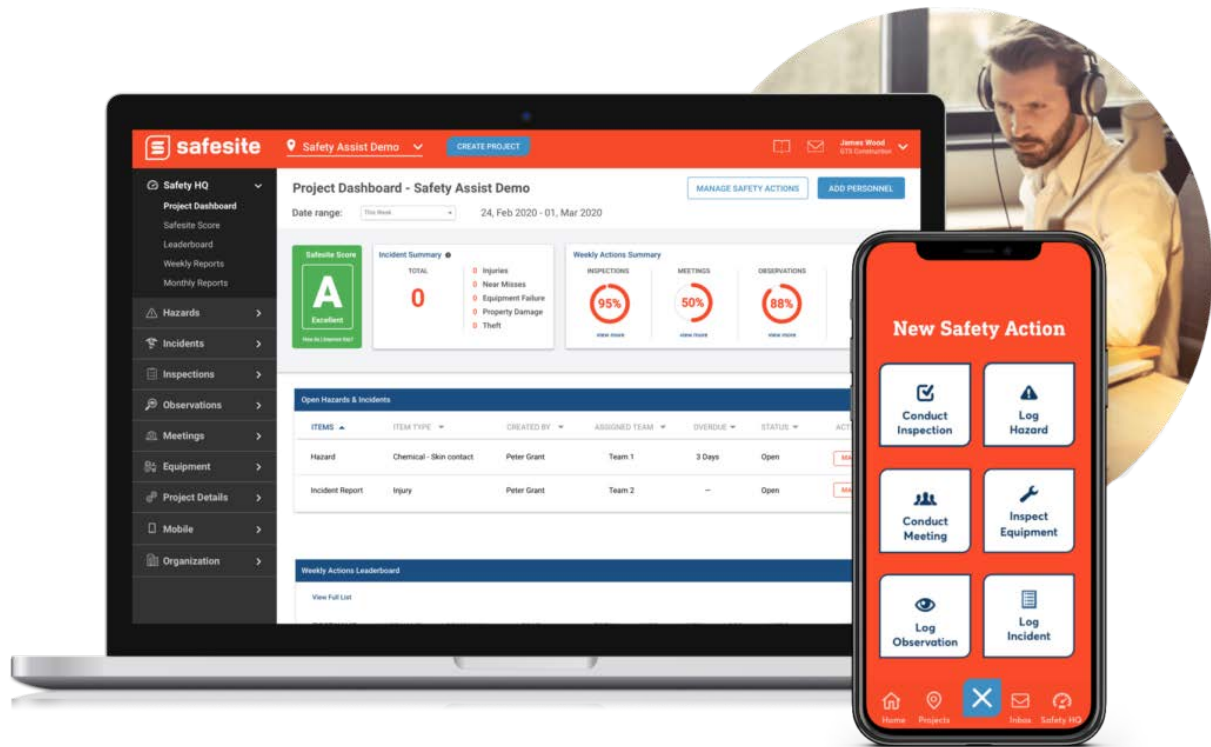 safesite
Safety Assist Demo
CREATE PROJECT
James Wood
GTS Construction
Safety HQ
Project Dashboard
Safesite Score
Leaderboard
Weekly Reports
Monthly Reports
Hazards
Incidents
Inspections
Observations
Meetings
Equipment
Project Details
Mobile
Organization
Project Dashboard - Safety Assist Demo
MANAGE SAFETY ACTIONS
ADD PERSONNEL
Date range: This Week 24, Feb 2020 - 01, Mar 2020
Safesite Score
A
Excellent
How do I improve this?
Incident Summary
TOTAL
0
0 Injuries
0 Near Misses
0 Equipment Failure
0 Property Damage
0 Theft
Weekly Actions Summary
INSPECTIONS MEETINGS OBSERVATIONS
95% 50% 88%
view more view more view more
Open Hazards & Incidents
ITEMS ITEM TYPE CREATED BY ASSIGNED TEAM OVERDUE STATUS
Hazard Chemical - Skin contact Peter Grant Team 1 3 Days Open
Incident Report Injury Peter Grant Team 2 – Open
Weekly Actions Leaderboard
View Full List
New Safety Action
Conduct
Inspection
Log
Hazard
Conduct
Meeting
Inspect
Equipment
Log
Observation
Log
Incident
Home Projects Inbox Safety HQ